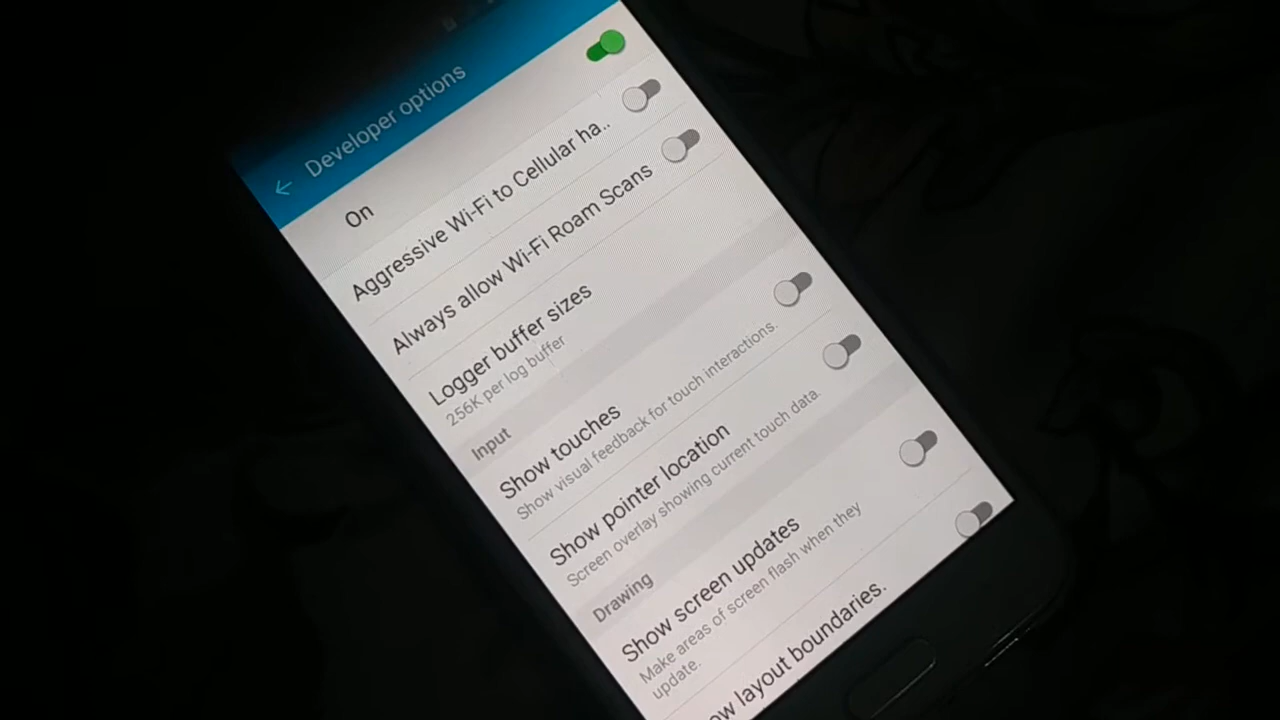 Developer options
On
Aggressive Wi-Fi to Cellular ha..
Always allow Wi-Fi Roam Scans
Logger buffer sizes
256K per log buffer
Input
Show touches
Show visual feedback for touch interactions.
Show pointer location
Screen overlay showing current touch data.
Drawing
Show screen updates
Make areas of screen flash when they
update.
ow layout boundaries.